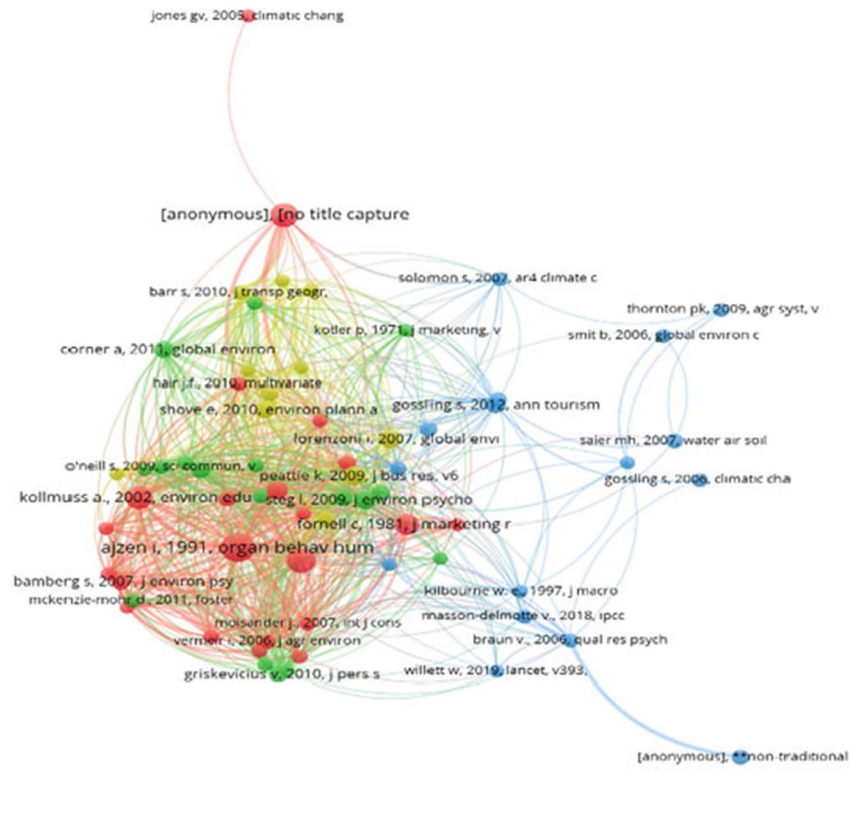 jones gv, 2005, climatic chang
[anonymous], [no title capture
solomon s, 2007, ar4 climate c
barr s, 2010, j transp geogr,
thornton pk, 2009, agr syst, v
kotler p, 1971, j marketing, v
smit b, 2006, global environ c
corner a, 2011, global environ
hair j.f., 2010, multivariate
gossling s, 2012, ann tourism
shove e, 2010, environ plann a
lorenzoni i, 2007, global envi
saier mh, 2007, water air soil
o'neill s, 2009, sci commun, v
peattie k, 2009, j bus res, v6
gossling s, 2006, climatic cha
kollmuss a., 2002, environ edu
steg l, 2009, j environ psycho
fornell c, 1981, j marketing r
ajzen i, 1991, organ behav hum
bamberg s, 2007, j environ psy
kilbourne w. e., 1997, j macro
mckenzie-mohr d., 2011, foster
masson-delmotte v., 2018, ipcc
moisander j., 2007, int j cons
vermeir i, 2006, j agr environ
braun v., 2006, qual res psych
griskevicius v, 2010, j pers s
willett w, 2019, lancet, v393,
[anonymous], **non-traditional